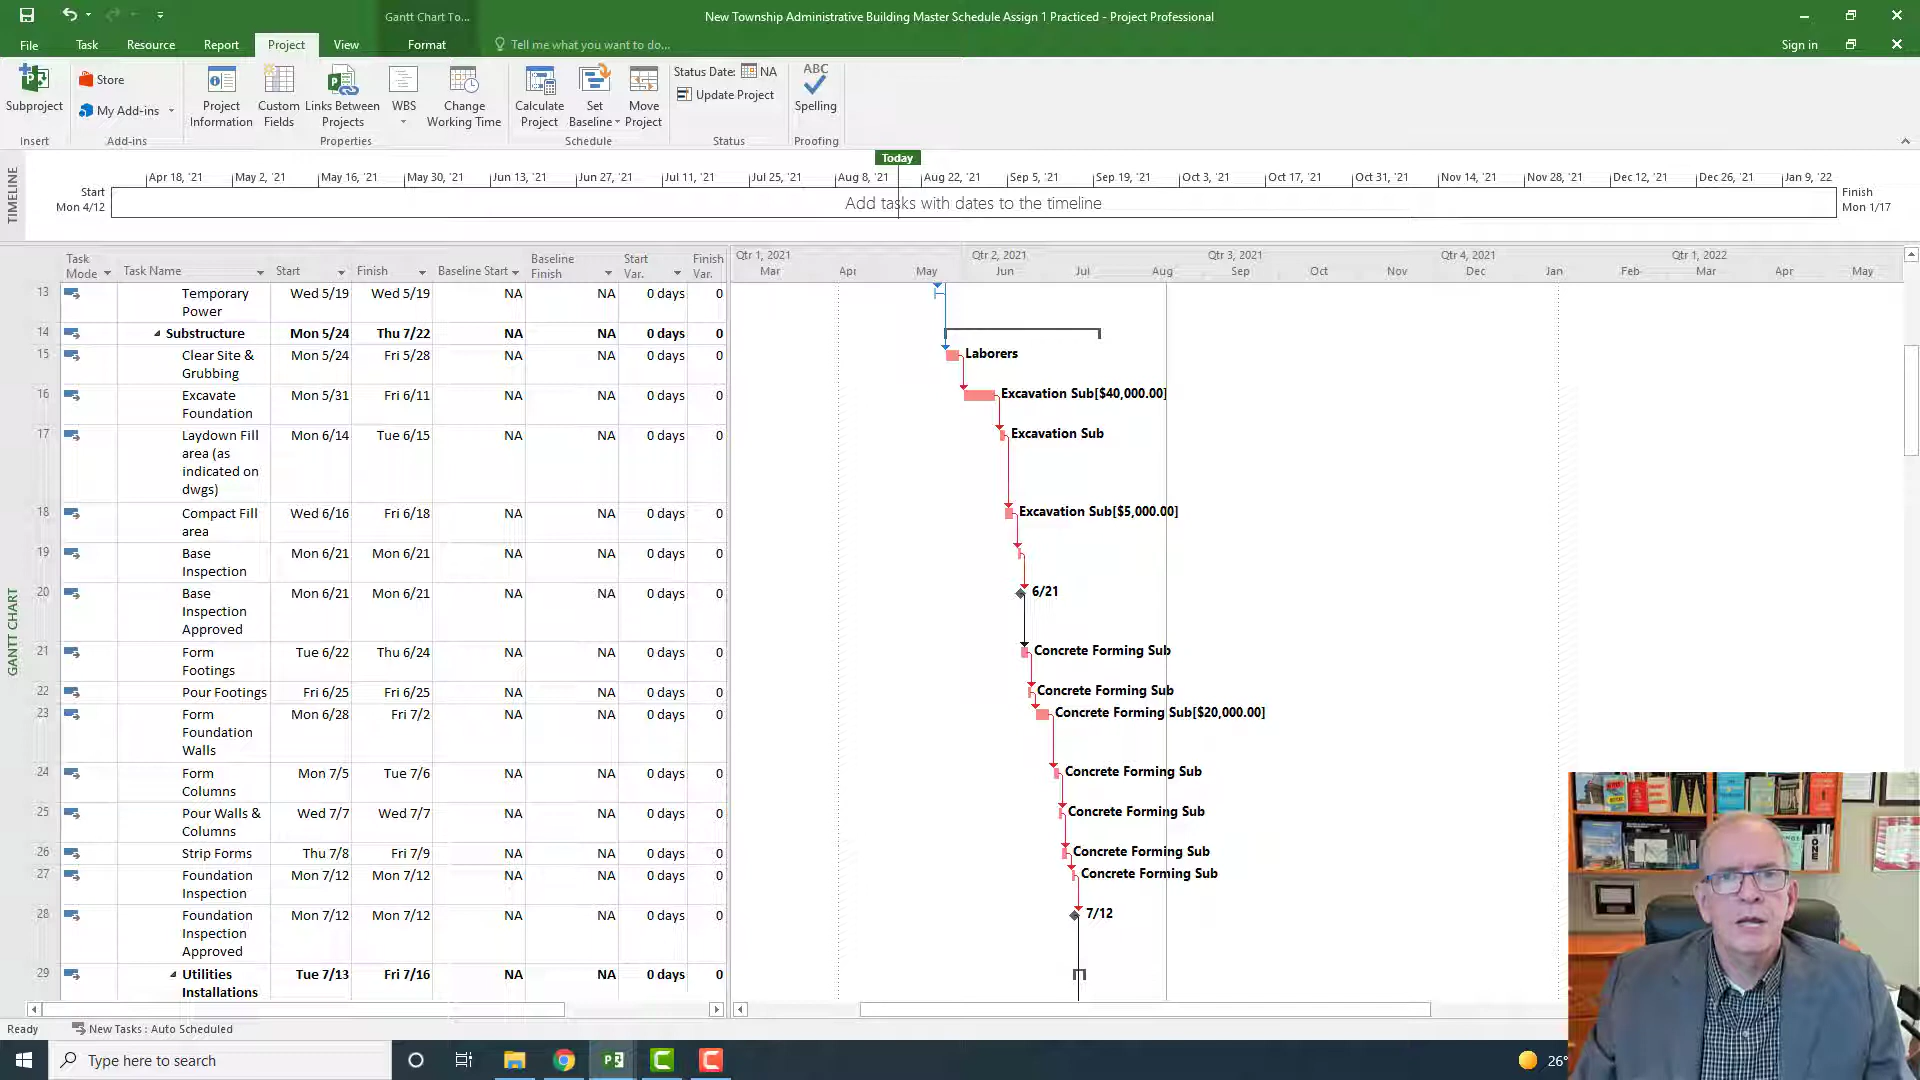 Gantt Chart To...
New Township Administrative Building Master Schedule Assign 1 Practiced - Project Professional
File
Task
Resource
Report
Project
View
Format
Tell me what you want to do...
Sign in
Subproject
Insert
Store
My Add-ins
Add-ins
Project Information
Custom Fields
Links Between Projects
WBS
Change Working Time
Properties
Calculate Project
Set Baseline
Move Project
Schedule
Status Date: NA
Update Project
Status
ABC
Spelling
Proofing
TIMELINE
Today
Apr 18, '21 May 2, '21 May 16, '21 May 30, '21 Jun 13, '21 Jun 27, '21 Jul 11, '21 Jul 25, '21 Aug 8, '21 Aug 22, '21 Sep 5, '21 Sep 19, '21 Oct 3, '21 Oct 17, '21 Oct 31, '21 Nov 14, '21 Nov 28, '21 Dec 12, '21 Dec 26, '21 Jan 9, '22
Start
Mon 4/12
Add tasks with dates to the timeline
Finish
Mon 1/17
GANTT CHART
Task Mode Task Name Start Finish Baseline Start Baseline Finish Start Var. Finish Var.
Qtr 1, 2021 Qtr 2, 2021 Qtr 3, 2021 Qtr 4, 2021 Qtr 1, 2022
Mar Apr May Jun Jul Aug Sep Oct Nov Dec Jan Feb Mar Apr May
13 Temporary Power Wed 5/19 Wed 5/19 NA NA 0 days 0
14 Substructure Mon 5/24 Thu 7/22 NA NA 0 days 0
15 Clear Site & Grubbing Mon 5/24 Fri 5/28 NA NA 0 days 0
Laborers
16 Excavate Foundation Mon 5/31 Fri 6/11 NA NA 0 days 0
Excavation Sub[$40,000.00]
17 Laydown Fill area (as indicated on dwgs) Mon 6/14 Tue 6/15 NA NA 0 days 0
Excavation Sub
18 Compact Fill area Wed 6/16 Fri 6/18 NA NA 0 days 0
Excavation Sub[$5,000.00]
19 Base Inspection Mon 6/21 Mon 6/21 NA NA 0 days 0
20 Base Inspection Approved Mon 6/21 Mon 6/21 NA NA 0 days 0
6/21
21 Form Footings Tue 6/22 Thu 6/24 NA NA 0 days 0
Concrete Forming Sub
22 Pour Footings Fri 6/25 Fri 6/25 NA NA 0 days 0
Concrete Forming Sub
23 Form Foundation Walls Mon 6/28 Fri 7/2 NA NA 0 days 0
Concrete Forming Sub[$20,000.00]
24 Form Columns Mon 7/5 Tue 7/6 NA NA 0 days 0
Concrete Forming Sub
25 Pour Walls & Columns Wed 7/7 Wed 7/7 NA NA 0 days 0
Concrete Forming Sub
26 Strip Forms Thu 7/8 Fri 7/9 NA NA 0 days 0
Concrete Forming Sub
27 Foundation Inspection Mon 7/12 Mon 7/12 NA NA 0 days 0
Concrete Forming Sub
28 Foundation Inspection Approved Mon 7/12 Mon 7/12 NA NA 0 days 0
7/12
29 Utilities Installations Tue 7/13 Fri 7/16 NA NA 0 days 0
Ready
New Tasks : Auto Scheduled
Type here to search
26°